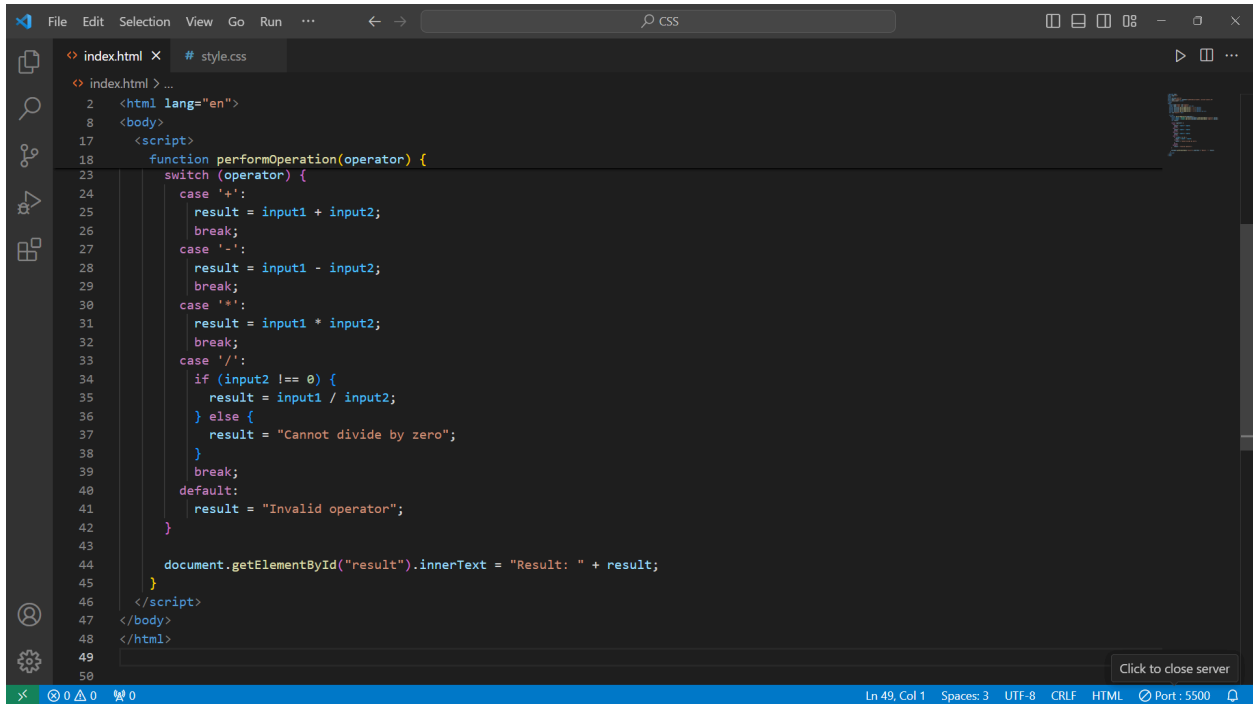 File Edit Selection View Go Run ··· ← → CSS
index.html × # style.css
index.html > ...
2 <html lang="en">
8 <body>
17 <script>
18 function performOperation(operator) {
23 switch (operator) {
24 case '+':
25 result = input1 + input2;
26 break;
27 case '-':
28 result = input1 - input2;
29 break;
30 case '*':
31 result = input1 * input2;
32 break;
33 case '/':
34 if (input2 !== 0) {
35 result = input1 / input2;
36 } else {
37 result = "Cannot divide by zero";
38 }
39 break;
40 default:
41 result = "Invalid operator";
42 }
43
44 document.getElementById("result").innerText = "Result: " + result;
45 }
46 </script>
47 </body>
48 </html>
49
Click to close server
50
0 0 0 Ln 49, Col 1 Spaces: 3 UTF-8 CRLF HTML Port : 5500